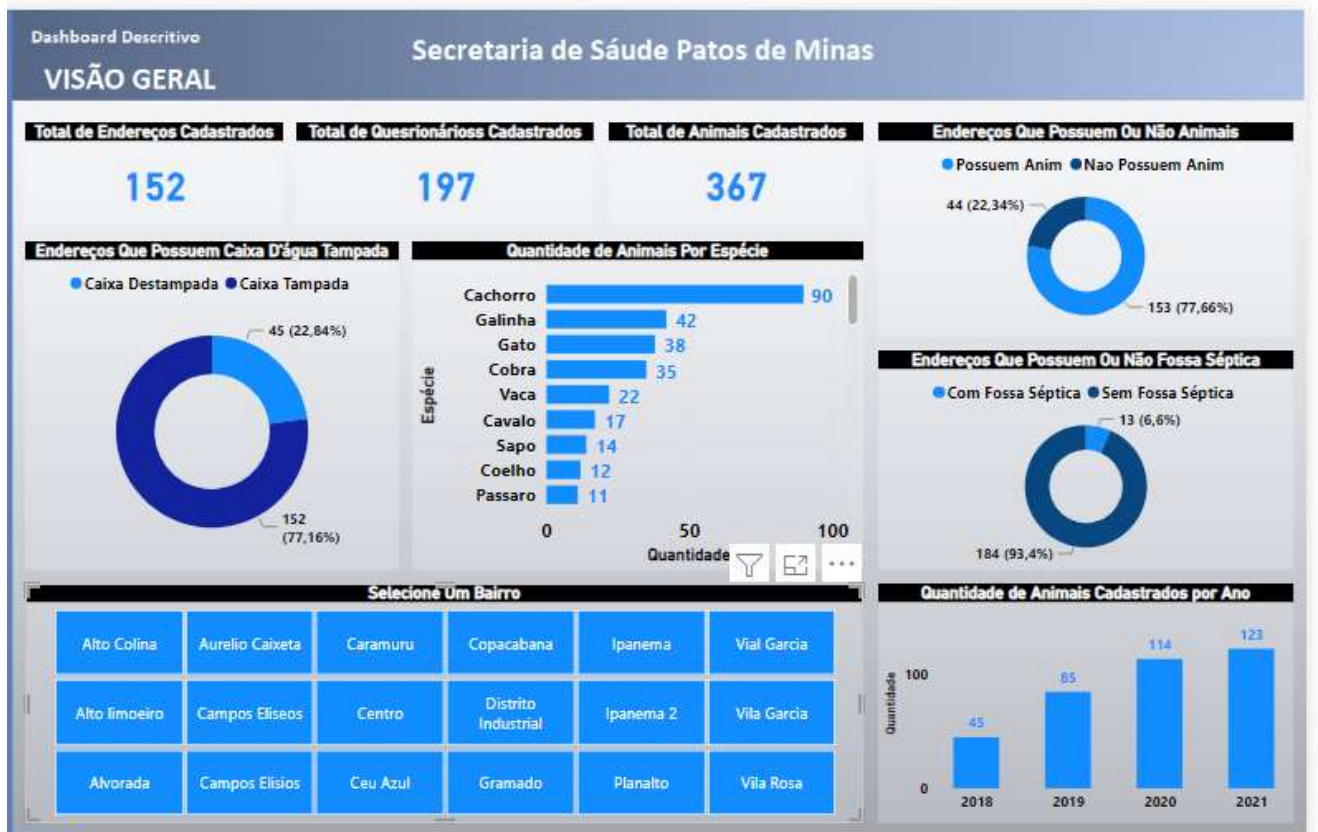 Dashboard Descritivo
VISÃO GERAL
Secretaria de Sáude Patos de Minas
Total de Endereços Cadastrados
152
Total de Quesrionárioss Cadastrados
197
Total de Animais Cadastrados
367
Endereços Que Possuem Ou Não Animais
Possuem Anim Nao Possuem Anim
44 (22,34%)
153 (77,66%)
Endereços Que Possuem Caixa D'água Tampada
Caixa Destampada Caixa Tampada
45 (22,84%)
152
(77,16%)
Quantidade de Animais Por Espécie
Espécie
Cachorro 90
Galinha 42
Gato 38
Cobra 35
Vaca 22
Cavalo 17
Sapo 14
Coelho 12
Passaro 11
0 50 100
Quantidade
Endereços Que Possuem Ou Não Fossa Séptica
Com Fossa Séptica Sem Fossa Séptica
13 (6,6%)
184 (93,4%)
Selecione Um Bairro
Alto Colina Aurelio Caixeta Caramuru Copacabana Ipanema Vial Garcia
Alto limoeiro Campos Eliseos Centro Distrito Industrial Ipanema 2 Vila Garcia
Alvorada Campos Elisios Ceu Azul Gramado Planalto Vila Rosa
Quantidade de Animais Cadastrados por Ano
Quantidade
100
0
45 85 114 123
2018 2019 2020 2021